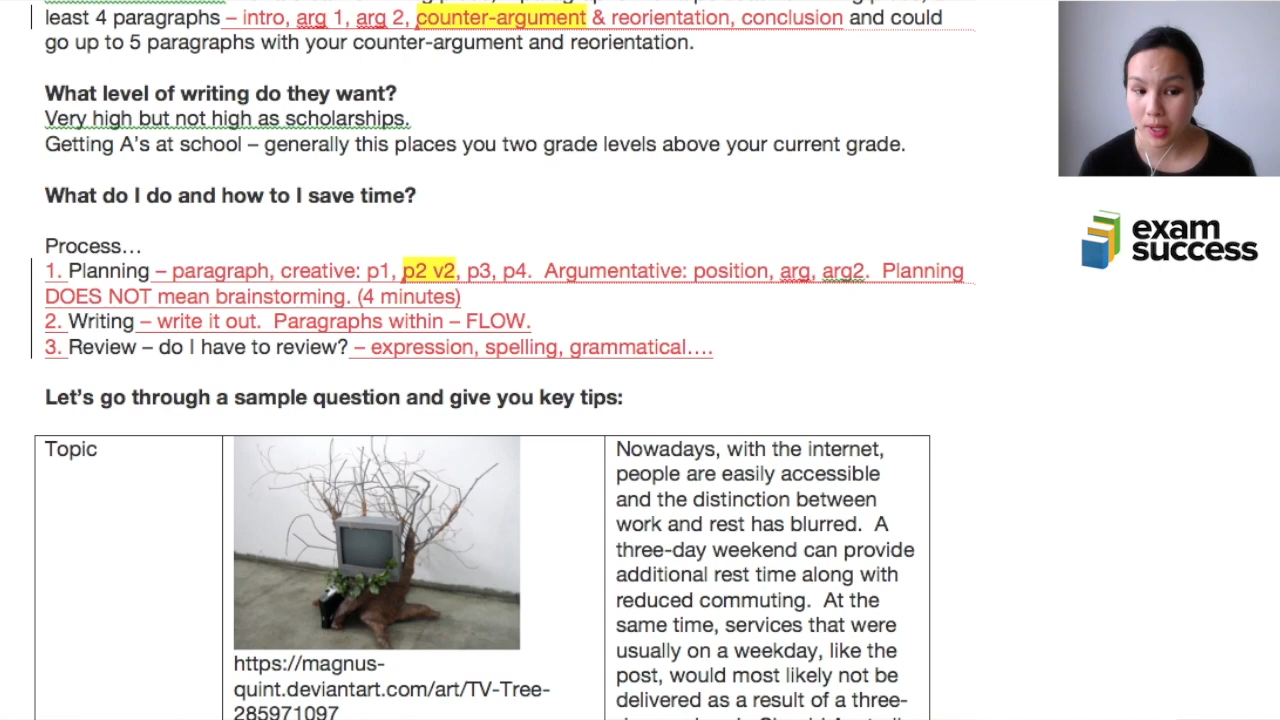 least 4 paragraphs – intro, arg 1, arg 2, counter-argument & reorientation, conclusion and could
go up to 5 paragraphs with your counter-argument and reorientation.
What level of writing do they want?
Very high but not high as scholarships.
Getting A's at school – generally this places you two grade levels above your current grade.
What do I do and how to I save time?
Process…
1. Planning – paragraph, creative: p1, p2 v2, p3, p4. Argumentative: position, arg, arg2. Planning
DOES NOT mean brainstorming. (4 minutes)
2. Writing – write it out. Paragraphs within – FLOW.
3. Review – do I have to review? – expression, spelling, grammatical….
Let's go through a sample question and give you key tips:
Topic
https://magnus-
quint.deviantart.com/art/TV-Tree-
285971097
Nowadays, with the internet,
people are easily accessible
and the distinction between
work and rest has blurred. A
three-day weekend can provide
additional rest time along with
reduced commuting. At the
same time, services that were
usually on a weekday, like the
post, would most likely not be
delivered as a result of a three-
exam
success